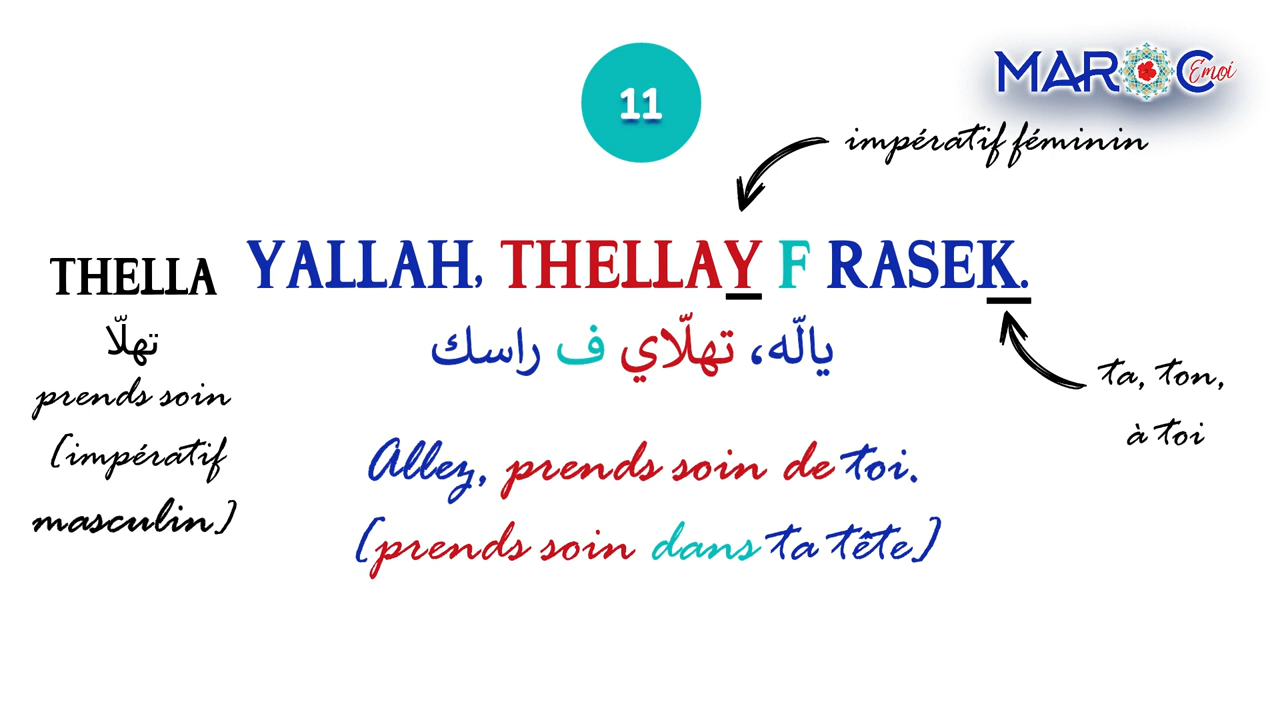 11
MAROC Emoi
impératif féminin
YALLAH, THELLAY F RASEK.
يالّه، تهلّاي ف راسك
THELLA
تهلّا
prends soin
(impératif
masculin)
ta, ton,
à toi
Allez, prends soin de toi.
(prends soin dans ta tête)